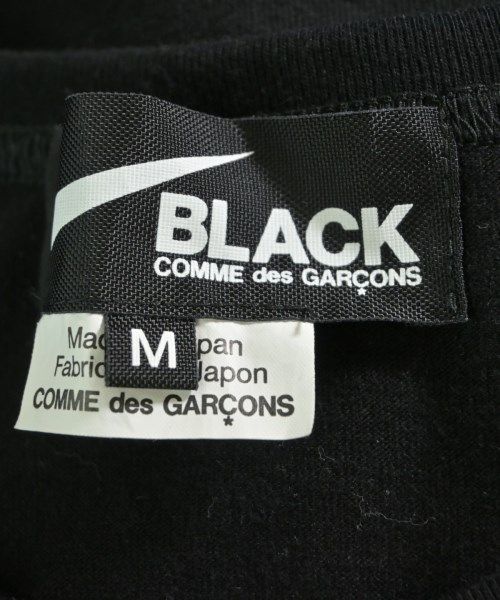 BLACK
COMME des GARÇONS
M
Mad pan
Fabric Japon
COMME des GARÇONS